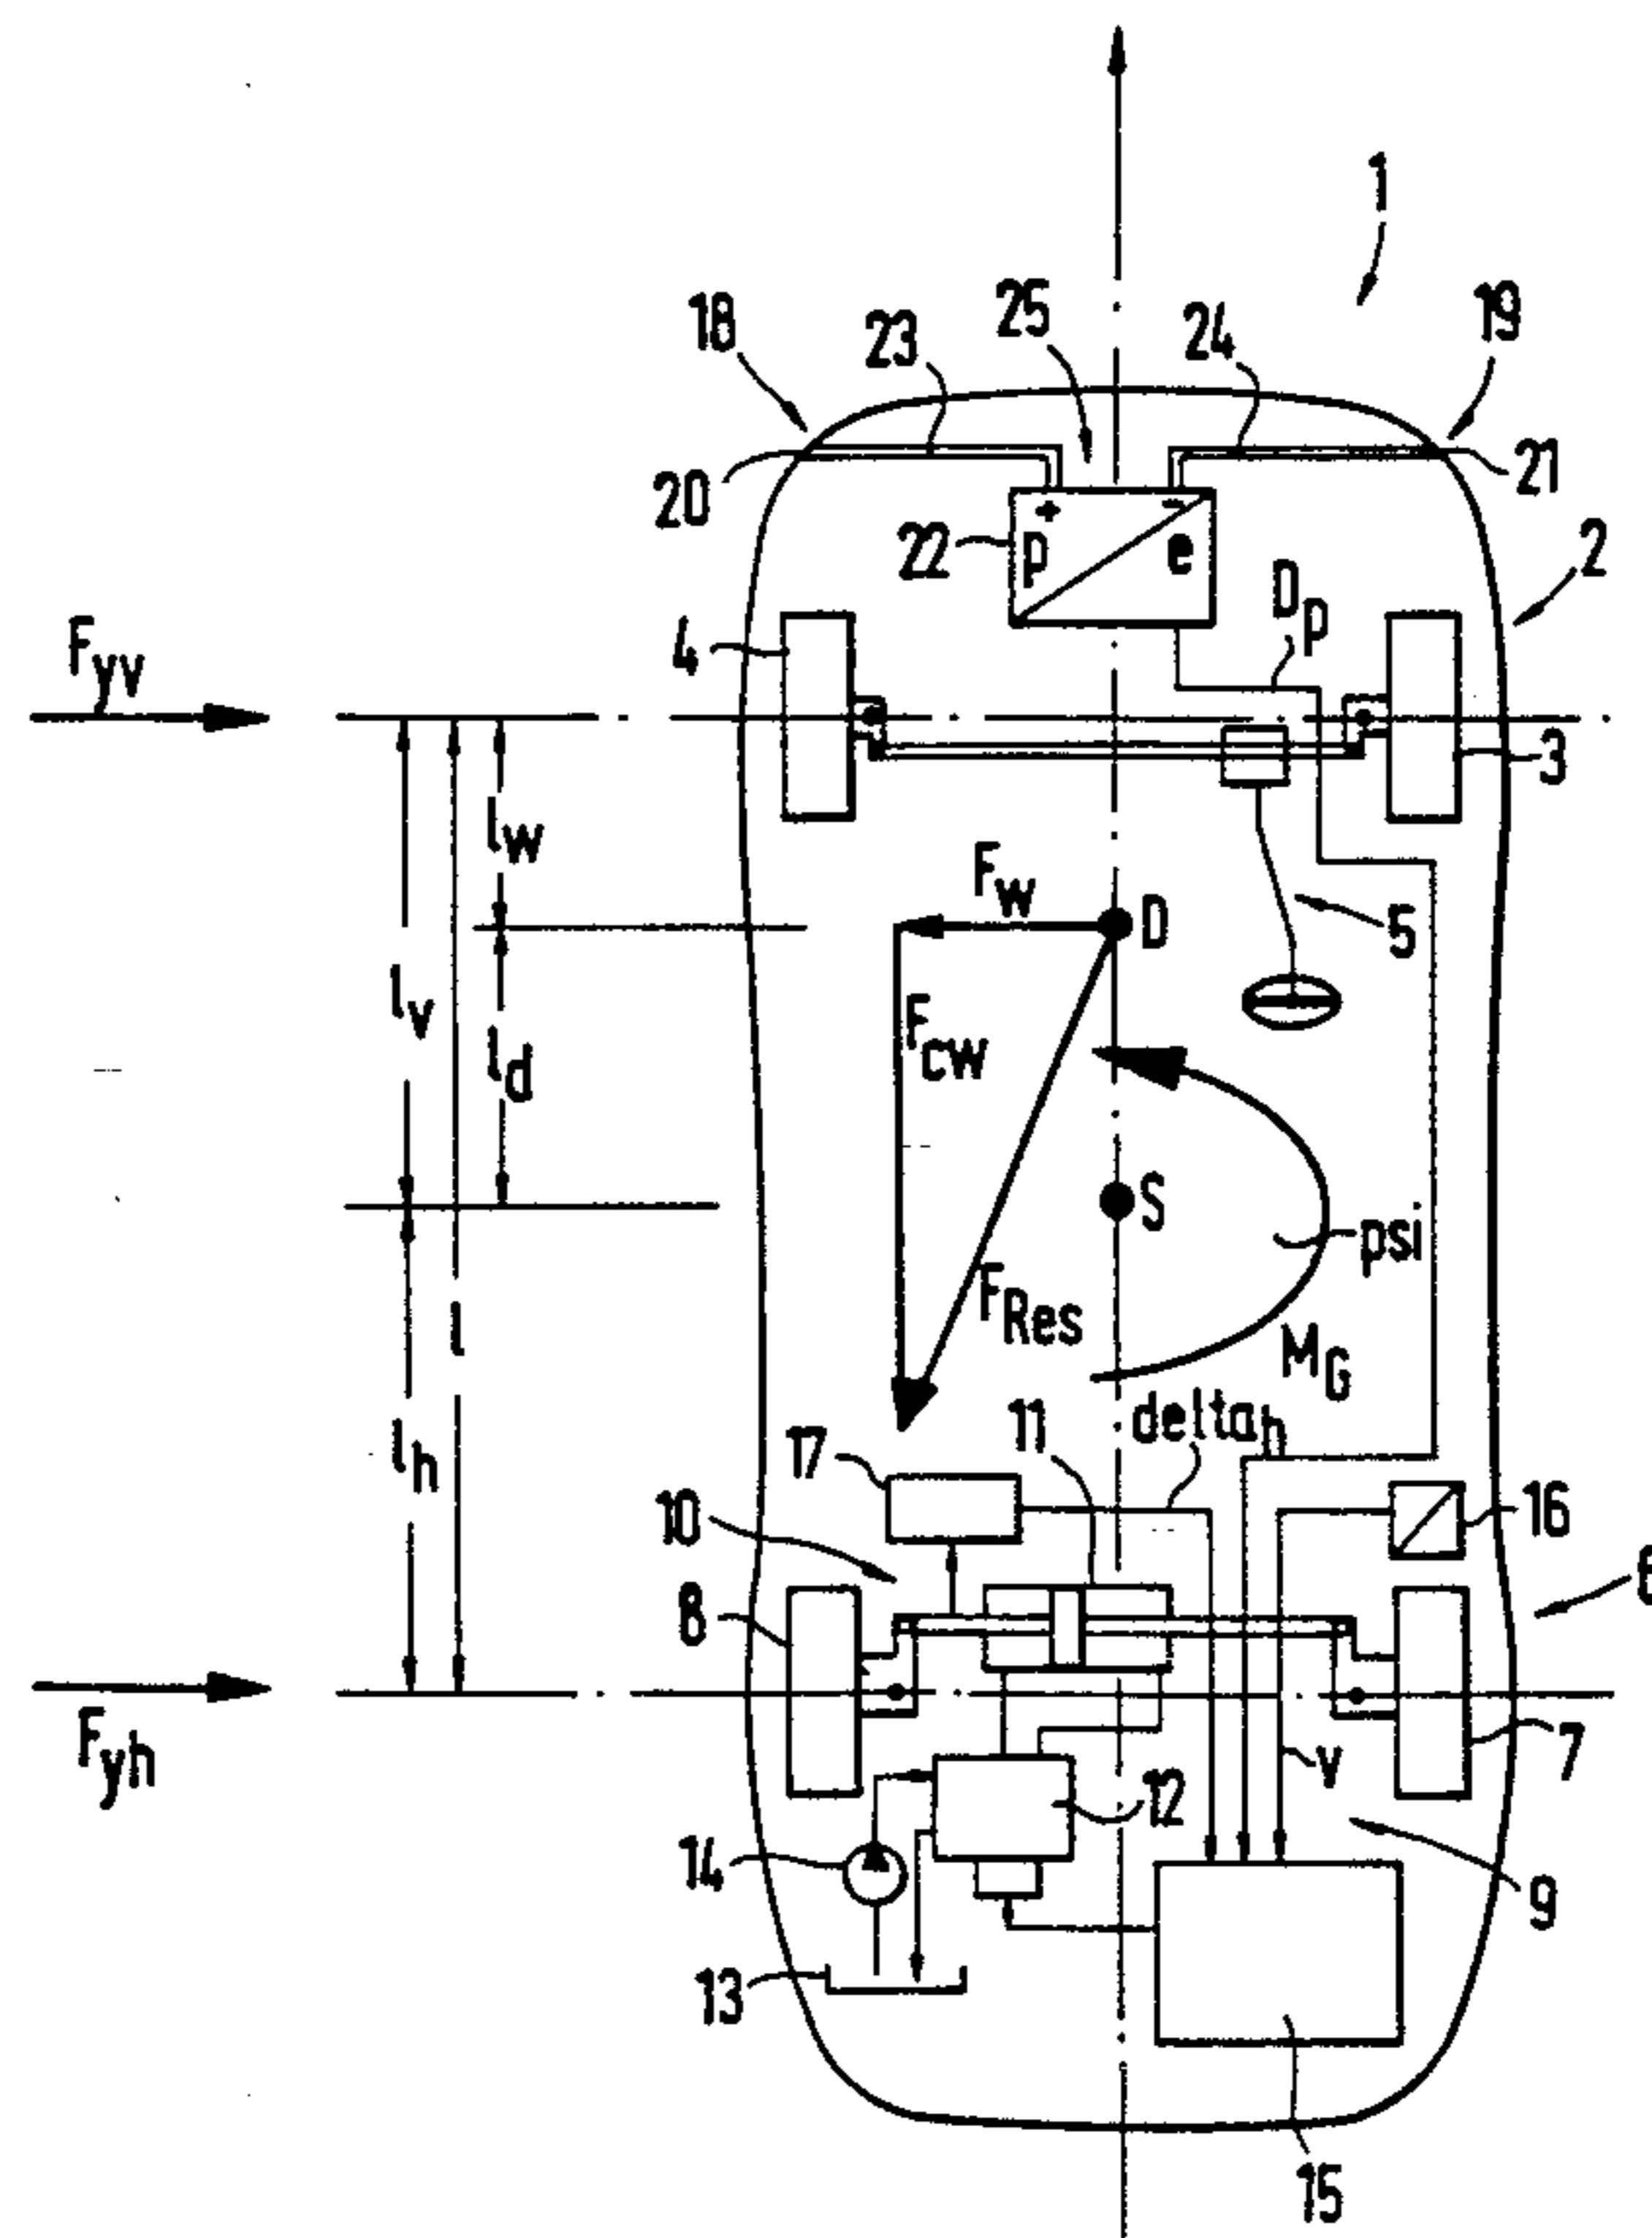 1
18
23
25
24
19
20
21
22
+
-
p
e
2
D_p
F_yv
4
3
l_w
F_w
D
5
l_v
F_cw
l_d
S
psi
F_Res
l
M_G
delta_h
11
17
l_h
10
16
8
6
v
7
F_yh
12
14
9
13
15